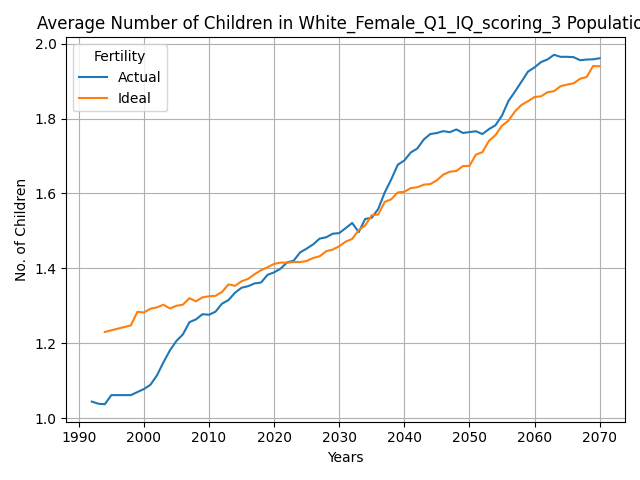 Average Number of Children in White_Female_Q1_IQ_scoring_3 Populatio
Fertility
Actual
Ideal
2.0
1.8
1.6
1.4
1.2
1.0
No. of Children
1990 2000 2010 2020 2030 2040 2050 2060 2070
Years